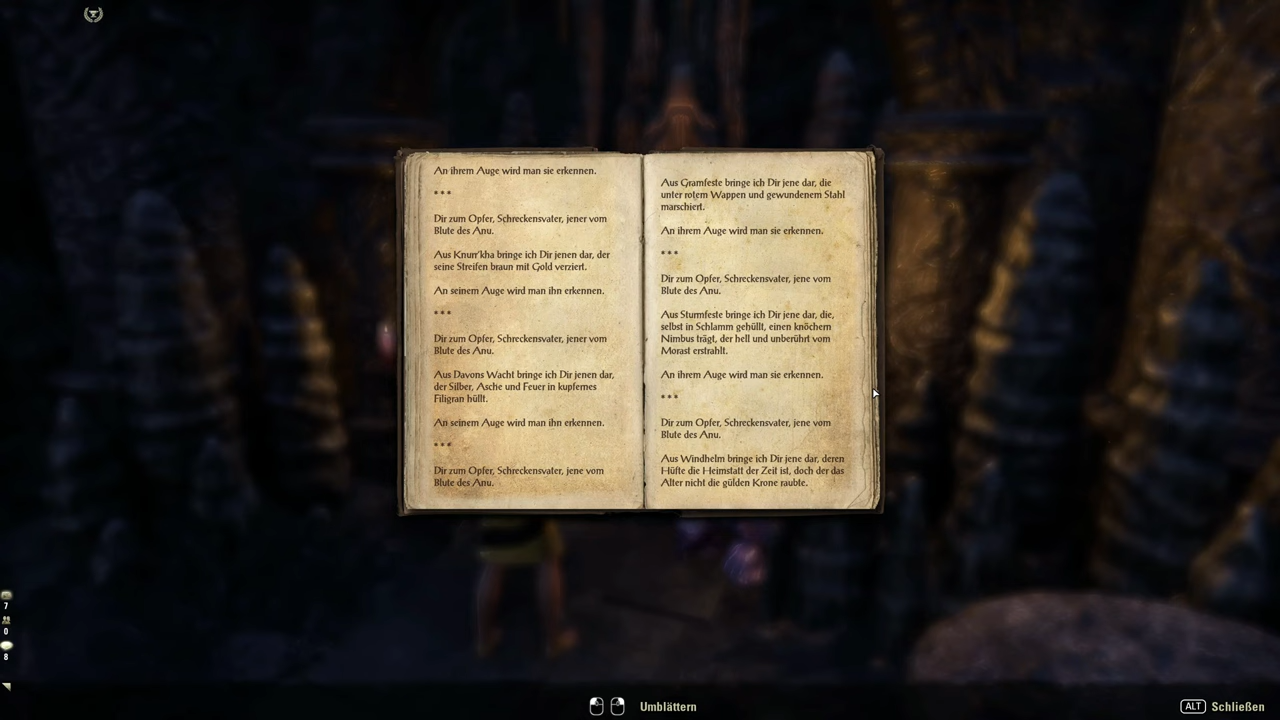 An ihrem Auge wird man sie erkennen.
* * *
Dir zum Opfer, Schreckensvater, jener vom
Blute des Anu.
Aus Knurr'kha bringe ich Dir jenen dar, der
seine Streifen braun mit Gold verziert.
An seinem Auge wird man ihn erkennen.
* * *
Dir zum Opfer, Schreckensvater, jener vom
Blute des Anu.
Aus Davons Wacht bringe ich Dir jenen dar,
der Silber, Asche und Feuer in kupfernes
Filigran hüllt.
An seinem Auge wird man ihn erkennen.
* * *
Dir zum Opfer, Schreckensvater, jene vom
Blute des Anu.
Aus Gramfeste bringe ich Dir jene dar, die
unter rotem Wappen und gewundenem Stahl
marschiert.
An ihrem Auge wird man sie erkennen.
* * *
Dir zum Opfer, Schreckensvater, jene vom
Blute des Anu.
Aus Sturmfeste bringe ich Dir jene dar, die,
selbst in Schlamm gehüllt, einen knöchern
Nimbus trägt, der hell und unberührt vom
Morast erstrahlt.
An ihrem Auge wird man sie erkennen.
* * *
Dir zum Opfer, Schreckensvater, jene vom
Blute des Anu.
Aus Windhelm bringe ich Dir jene dar, deren
Hüfte die Heimstatt der Zeit ist, doch der das
Alter nicht die gülden Krone raubte.
7
0
8
Umblättern
ALT Schließen